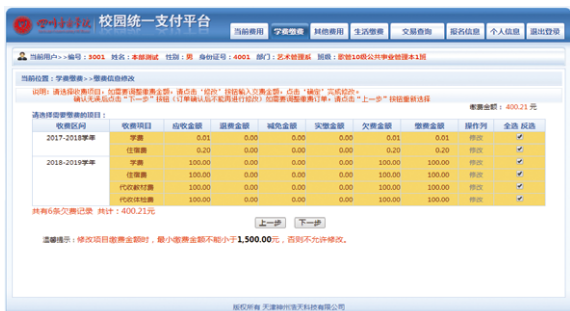 校园统一支付平台
当前费用 学费缴费 其他费用 生活缴费 交易查询 报名信息 个人信息 退出登录
当前用户>>编号：3001 姓名：本部测试 性别：男 身份证号：4001 部门：艺术管理系 班级：歌管10级公共事业管理本1班
当前位置：学费缴费>>缴费信息修改
说明：请选择收费项目，如需要调整缴费金额，请点击‘修改’按钮输入交费金额，点击‘确定’完成修改。
确认无误后点击“下一步”按钮（订单确认后不能再进行修改）如需要调整缴费订单，请点击“上一步”按钮重新选择
缴费金额：400.21 元
请选择需要缴费的项目：
收费区间 收费项目 应收金额 退费金额 减免金额 实缴金额 欠费金额 缴费金额 操作列 全选 反选
2017-2018学年 学费 0.01 0.00 0.00 0.00 0.01 0.01 修改
住宿费 0.20 0.00 0.00 0.00 0.20 0.20 修改
2018-2019学年 学费 100.00 0.00 0.00 0.00 100.00 100.00 修改
住宿费 100.00 0.00 0.00 0.00 100.00 100.00 修改
代收教材费 100.00 0.00 0.00 0.00 100.00 100.00 修改
代收体检费 100.00 0.00 0.00 0.00 100.00 100.00 修改
共有6条欠费记录 共计：400.21元
上一步 下一步
温馨提示：修改项目缴费金额时，最小缴费金额不能小于1,500.00元，否则不允许修改。
版权所有 天津神州浩天科技有限公司